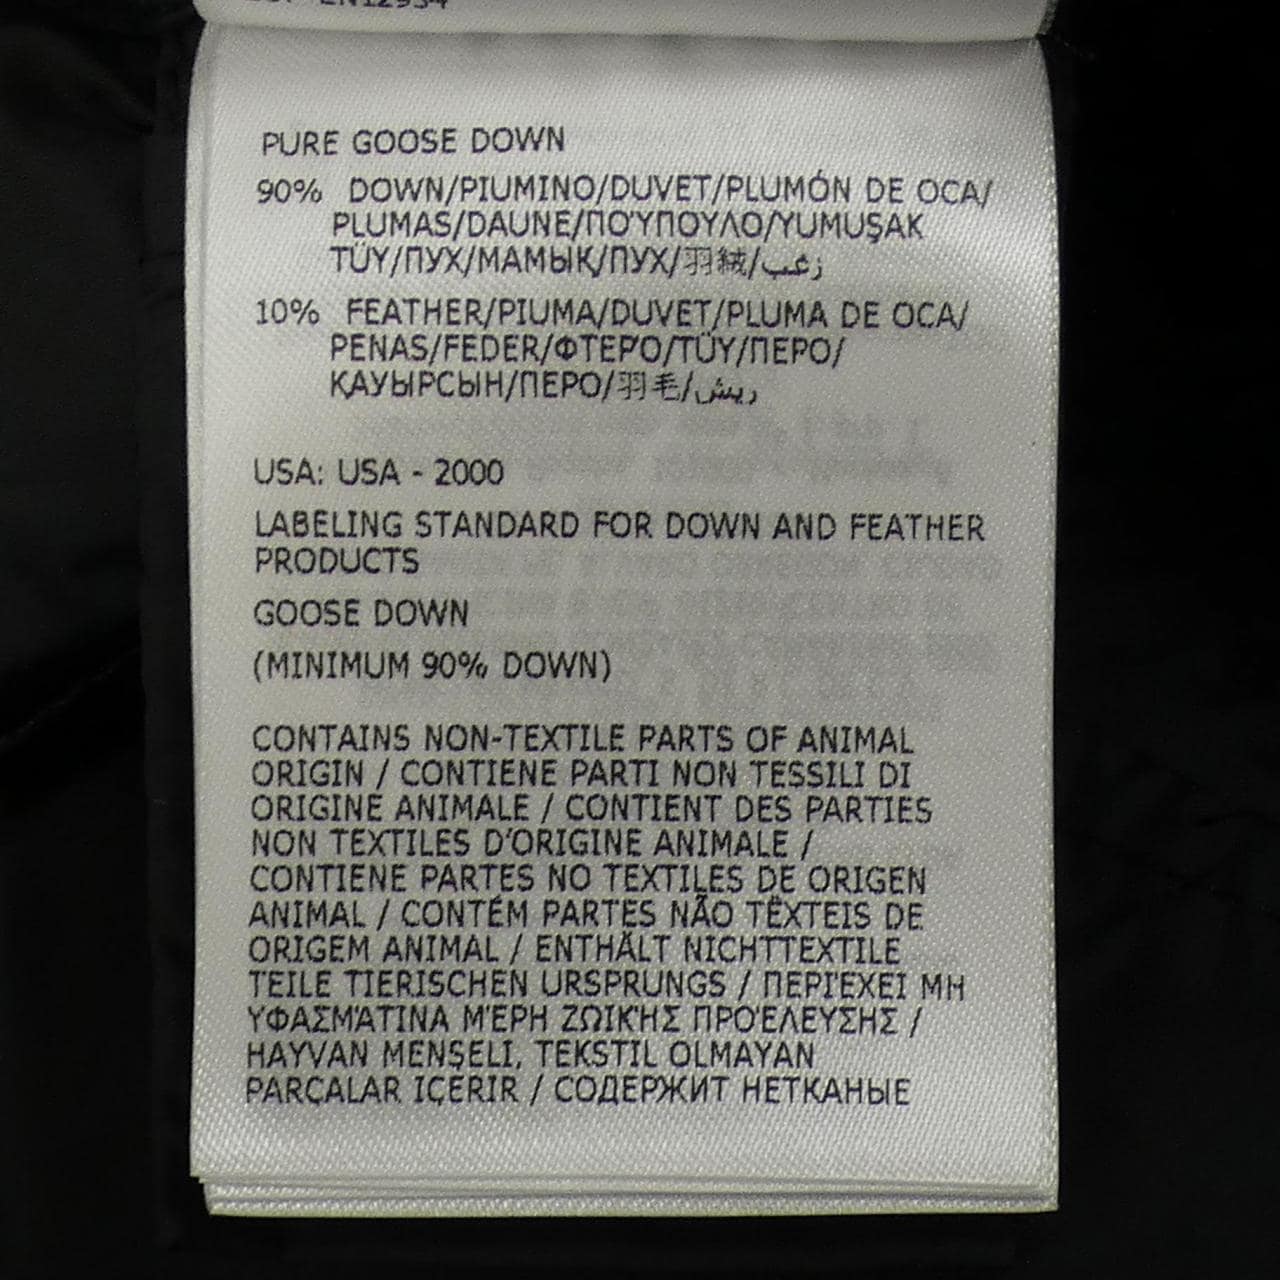 EN12934
PURE GOOSE DOWN
90% DOWN/PIUMINO/DUVET/PLUMÓN DE OCA/
PLUMAS/DAUNE/ΠΟΎΠΟΥΛΟ/YUMUŞAK
TÜY/ПУХ/МАМЫҚ/ПУХ/羽絨/زغب
10% FEATHER/PIUMA/DUVET/PLUMA DE OCA/
PENAS/FEDER/ΦΤΕΡΌ/TÜY/ПЕРО/
ҚАУЫРСЫН/ПЕРО/羽毛/ريش
USA: USA - 2000
LABELING STANDARD FOR DOWN AND FEATHER
PRODUCTS
GOOSE DOWN
(MINIMUM 90% DOWN)
CONTAINS NON-TEXTILE PARTS OF ANIMAL
ORIGIN / CONTIENE PARTI NON TESSILI DI
ORIGINE ANIMALE / CONTIENT DES PARTIES
NON TEXTILES D'ORIGINE ANIMALE /
CONTIENE PARTES NO TEXTILES DE ORIGEN
ANIMAL / CONTÉM PARTES NÃO TÊXTEIS DE
ORIGEM ANIMAL / ENTHÄLT NICHTTEXTILE
TEILE TIERISCHEN URSPRUNGS / ΠΕΡΙΈΧΕΙ ΜΗ
ΥΦΑΣΜΆΤΙΝΑ ΜΈΡΗ ΖΩΙΚΉΣ ΠΡΟΈΛΕΥΣΗΣ /
HAYVAN MENŞELI, TEKSTIL OLMAYAN
PARÇALAR IÇERIR / СОДЕРЖИТ НЕТКАНЫЕ